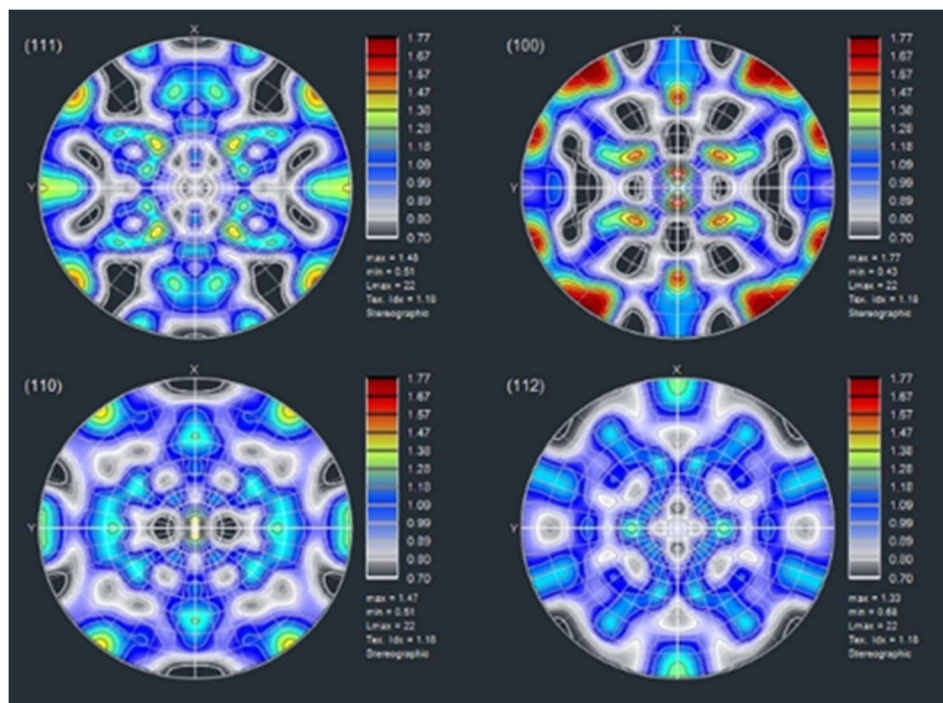 (111)
X
Y
1.77
1.67
1.57
1.47
1.38
1.28
1.18
1.09
0.99
0.89
0.80
0.70
max = 1.48
min = 0.51
Lmax = 22
Tex. Idx = 1.18
Stereographic
(100)
X
Y
1.77
1.67
1.57
1.47
1.38
1.28
1.18
1.09
0.99
0.89
0.80
0.70
max = 1.77
min = 0.43
Lmax = 22
Tex. Idx = 1.18
Stereographic
(110)
X
Y
1.77
1.67
1.57
1.47
1.38
1.28
1.18
1.09
0.99
0.89
0.80
0.70
max = 1.47
min = 0.51
Lmax = 22
Tex. Idx = 1.18
Stereographic
(112)
X
Y
1.77
1.67
1.57
1.47
1.38
1.28
1.18
1.09
0.99
0.89
0.80
0.70
max = 1.33
min = 0.68
Lmax = 22
Tex. Idx = 1.18
Stereographic